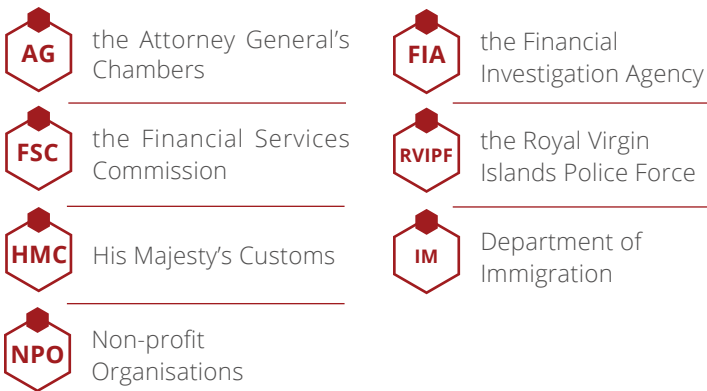 AG
the Attorney General’s
Chambers
FSC
the Financial Services
Commission
HMC
His Majesty’s Customs
NPO
Non-profit
Organisations
FIA
the Financial
Investigation Agency
RVIPF
the Royal Virgin
Islands Police Force
IM
Department of
Immigration